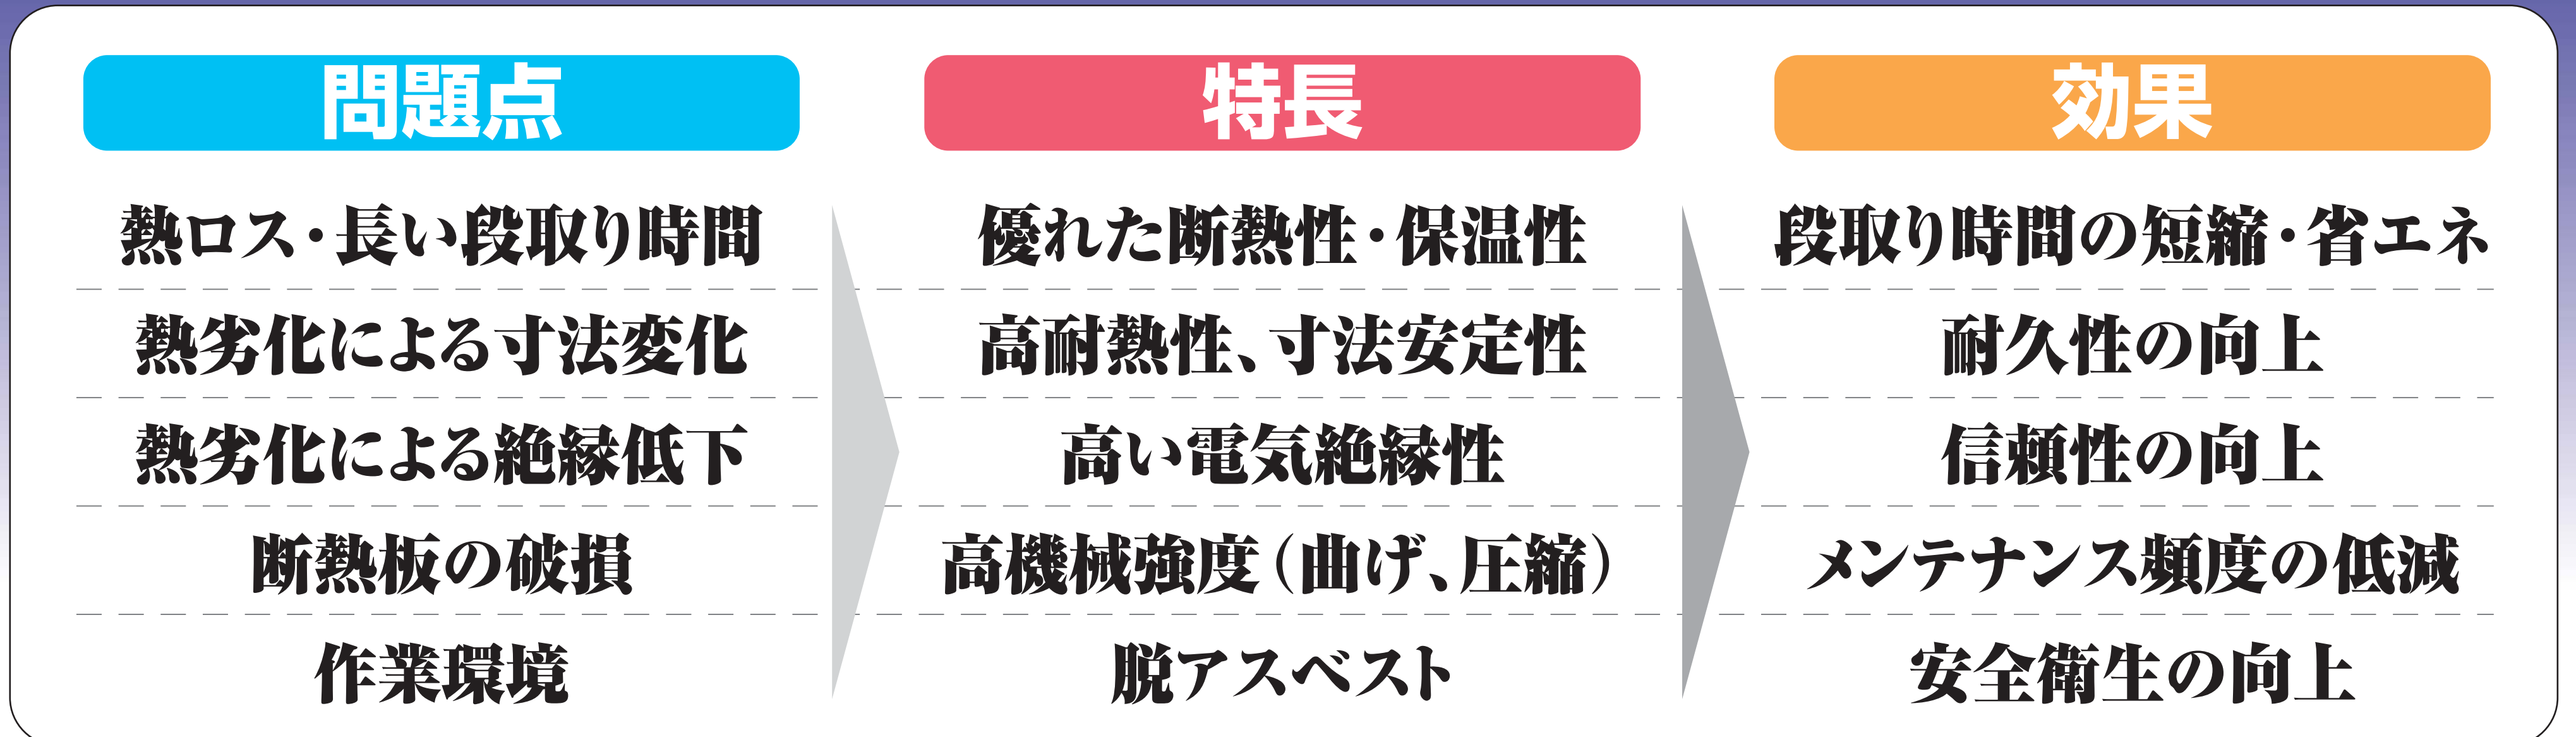 問題点 特長 効果
熱ロス・長い段取り時間 優れた断熱性・保温性 段取り時間の短縮・省エネ
熱劣化による寸法変化 高耐熱性、寸法安定性 耐久性の向上
熱劣化による絶縁低下 高い電気絶縁性 信頼性の向上
断熱板の破損 高機械強度（曲げ、圧縮） メンテナンス頻度の低減
作業環境 脱アスベスト 安全衛生の向上